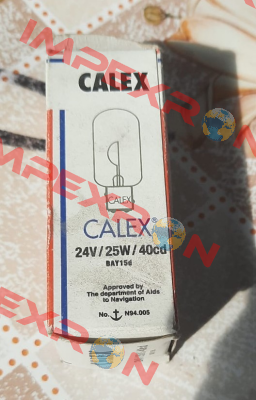 CALEX
CALEX
CALEX®
24V/25W/40cd
BAY15d
Approved by
The department of Aids
to Navigation
No. N94.005
IMPEXRON
IMPEXRON
IMPEXRON